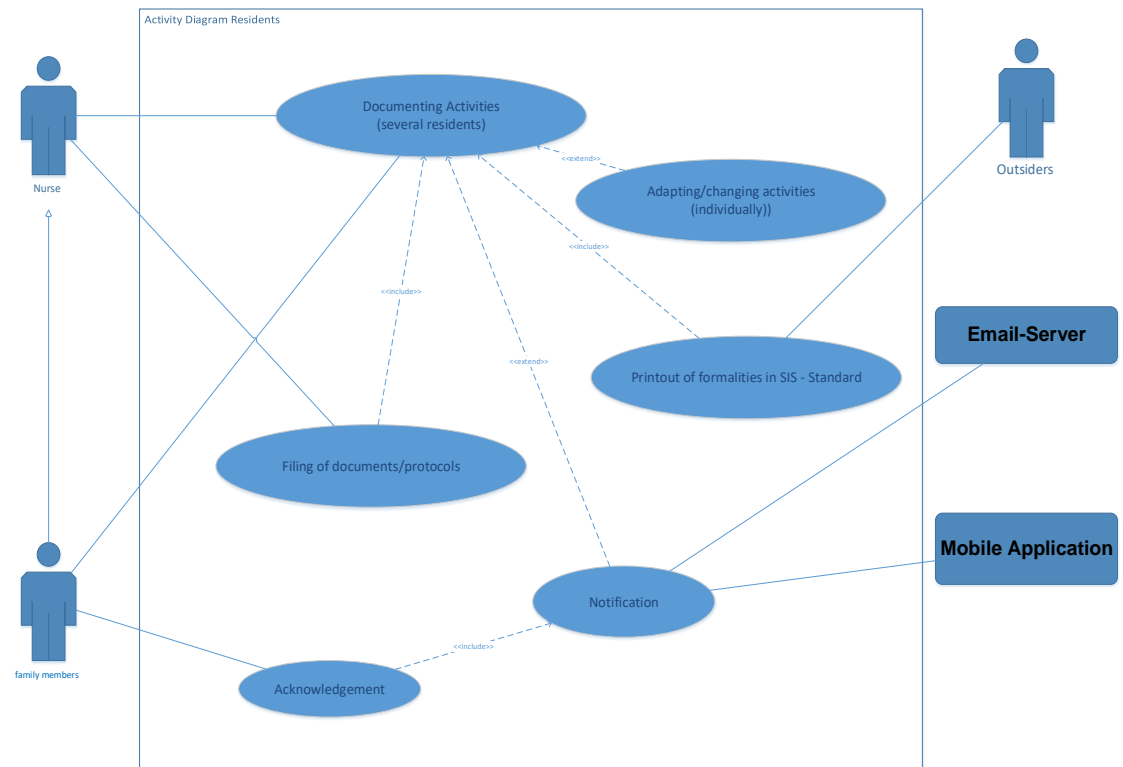 Activity Diagram Residents
Documenting Activities
(several residents)
<<extend>>
Outsiders
Nurse
Adapting/changing activities
(individually))
<<include>>
<<include>>
Email-Server
<<extend>>
Printout of formalities in SIS - Standard
Filing of documents/protocols
Mobile Application
Notification
<<include>>
family members
Acknowledgement